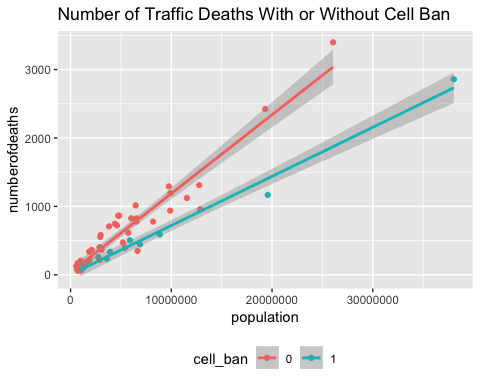 Number of Traffic Deaths With or Without Cell Ban
numberofdeaths
3000
2000
1000
0
0 10000000 20000000 30000000
population
cell_ban 0 1